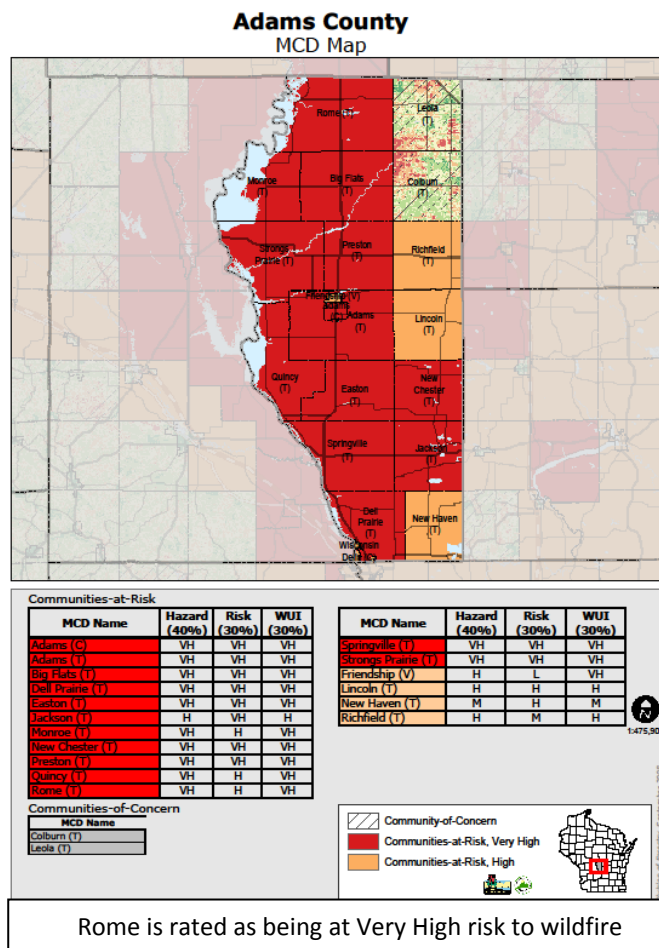 Adams County
MCD Map
Rome (T)
Leola
(T)
Monroe
(T)
Big Flats
(T)
Colburn
(T)
Strongs
Prairie (T)
Preston
(T)
Richfield
(T)
Friendship (V)
Adams
(C)
Adams
(T)
Lincoln
(T)
Quincy
(T)
Easton
(T)
New
Chester
(T)
Springville
(T)
Jackson
(T)
Dell
Prairie
(T)
New Haven
(T)
Wisconsin
Dells (C)
Communities-at-Risk
MCD Name Hazard (40%) Risk (30%) WUI (30%)
Adams (C) VH VH VH
Adams (T) VH VH VH
Big Flats (T) VH VH VH
Dell Prairie (T) VH VH VH
Easton (T) VH VH VH
Jackson (T) H VH H
Monroe (T) VH H VH
New Chester (T) VH VH VH
Preston (T) VH VH VH
Quincy (T) VH H VH
Rome (T) VH H VH
MCD Name Hazard (40%) Risk (30%) WUI (30%)
Springville (T) VH VH VH
Strongs Prairie (T) VH VH VH
Friendship (V) H L VH
Lincoln (T) H H H
New Haven (T) M H M
Richfield (T) H M H
Communities-of-Concern
MCD Name
Colburn (T)
Leola (T)
1:475,90
Community-of-Concern
Communities-at-Risk, Very High
Communities-at-Risk, High
Rome is rated as being at Very High risk to wildfire